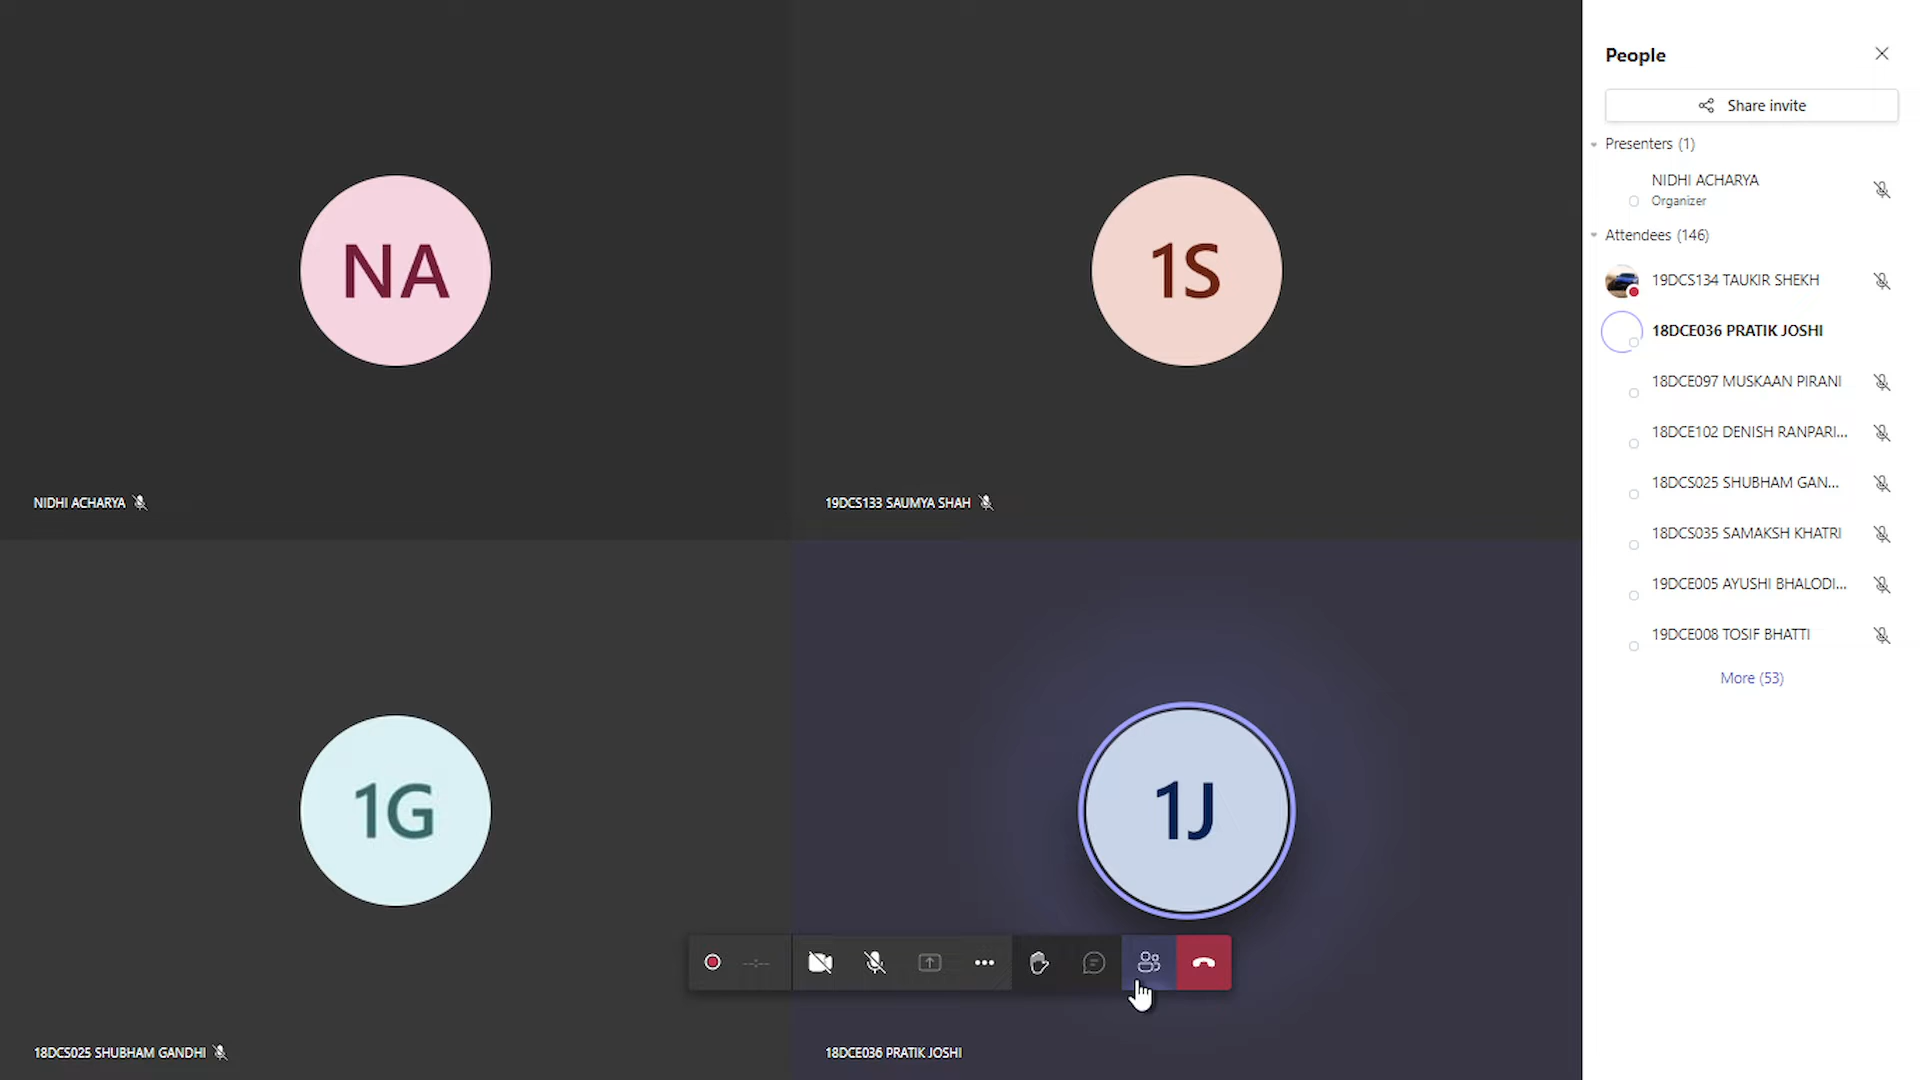 NA
NIDHI ACHARYA
1S
19DCS133 SAUMYA SHAH
1G
18DCS025 SHUBHAM GANDHI
1J
18DCE036 PRATIK JOSHI
--:--
People
Share invite
Presenters (1)
NIDHI ACHARYA
Organizer
Attendees (146)
19DCS134 TAUKIR SHEKH
18DCE036 PRATIK JOSHI
18DCE097 MUSKAAN PIRANI
18DCE102 DENISH RANPARI...
18DCS025 SHUBHAM GAN...
18DCS035 SAMAKSH KHATRI
19DCE005 AYUSHI BHALODI...
19DCE008 TOSIF BHATTI
More (53)